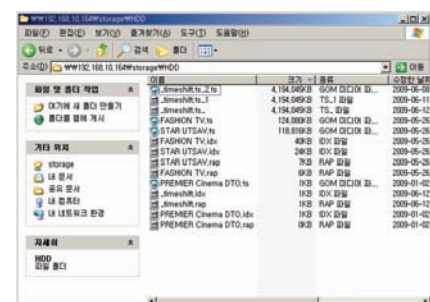 \\192.168.10.164\storage\HDD
파일(F) 편집(E) 보기(V) 즐겨찾기(A) 도구(T) 도움말(H)
뒤로 검색 폴더
주소(D) \\192.168.10.164\storage\HDD 이동
파일 및 폴더 작업
여기에 새 폴더 만들기
폴더를 웹에 게시
기타 위치
storage
내 문서
공유 문서
내 컴퓨터
내 네트워크 환경
자세히
HDD
파일 폴더
이름 크기 종류 수정한 날짜
_timeshift.ts_2.ts 4,194,049KB GOM 미디어 파... 2009-06-08
_timeshift.ts_1 4,194,049KB TS_1 파일 2009-06-11
_timeshift.ts_ 4,194,049KB TS_ 파일 2009-06-12
FASHION TV.ts 124,080KB GOM 미디어 파... 2009-05-26
STAR UTSAV.ts 118,816KB GOM 미디어 파... 2009-05-26
FASHION TV.idx 40KB IDX 파일 2009-05-26
STAR UTSAV.idx 24KB IDX 파일 2009-05-26
STAR UTSAV.rap 7KB RAP 파일 2009-05-26
FASHION TV.rap 6KB RAP 파일 2009-05-26
PREMIER Cinema DTO.ts 1KB GOM 미디어 파... 2009-01-02
_timeshift.idx 1KB IDX 파일 2009-06-12
_timeshift.rap 1KB RAP 파일 2009-06-12
PREMIER Cinema DTO.idx 1KB IDX 파일 2009-01-02
PREMIER Cinema DTO.rap 0KB RAP 파일 2009-01-02